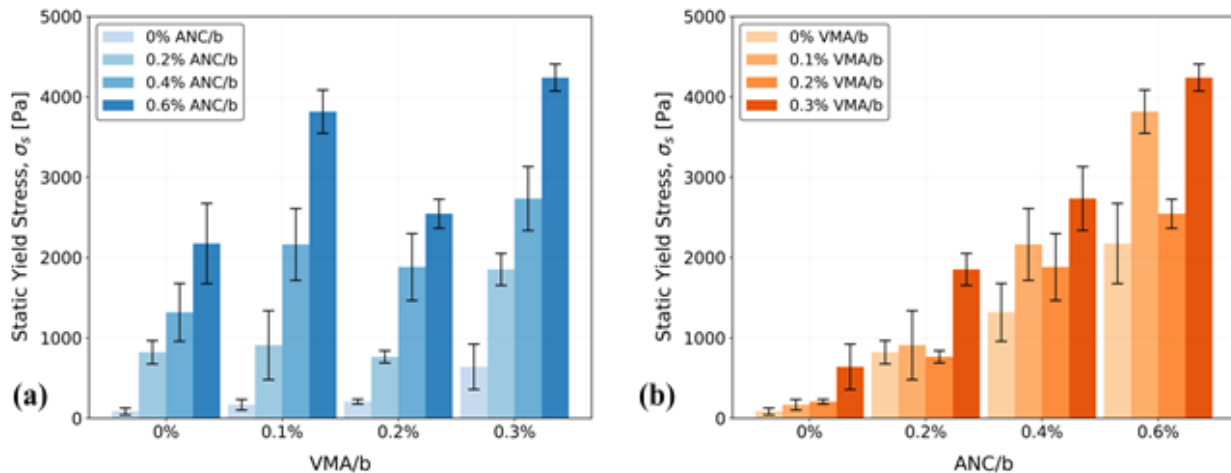 5000
4000
3000
2000
1000
0
Static Yield Stress, σₛ [Pa]
0% ANC/b
0.2% ANC/b
0.4% ANC/b
0.6% ANC/b
(a)
0%
0.1%
0.2%
0.3%
VMA/b
5000
4000
3000
2000
1000
0
Static Yield Stress, σₛ [Pa]
0% VMA/b
0.1% VMA/b
0.2% VMA/b
0.3% VMA/b
(b)
0%
0.2%
0.4%
0.6%
ANC/b